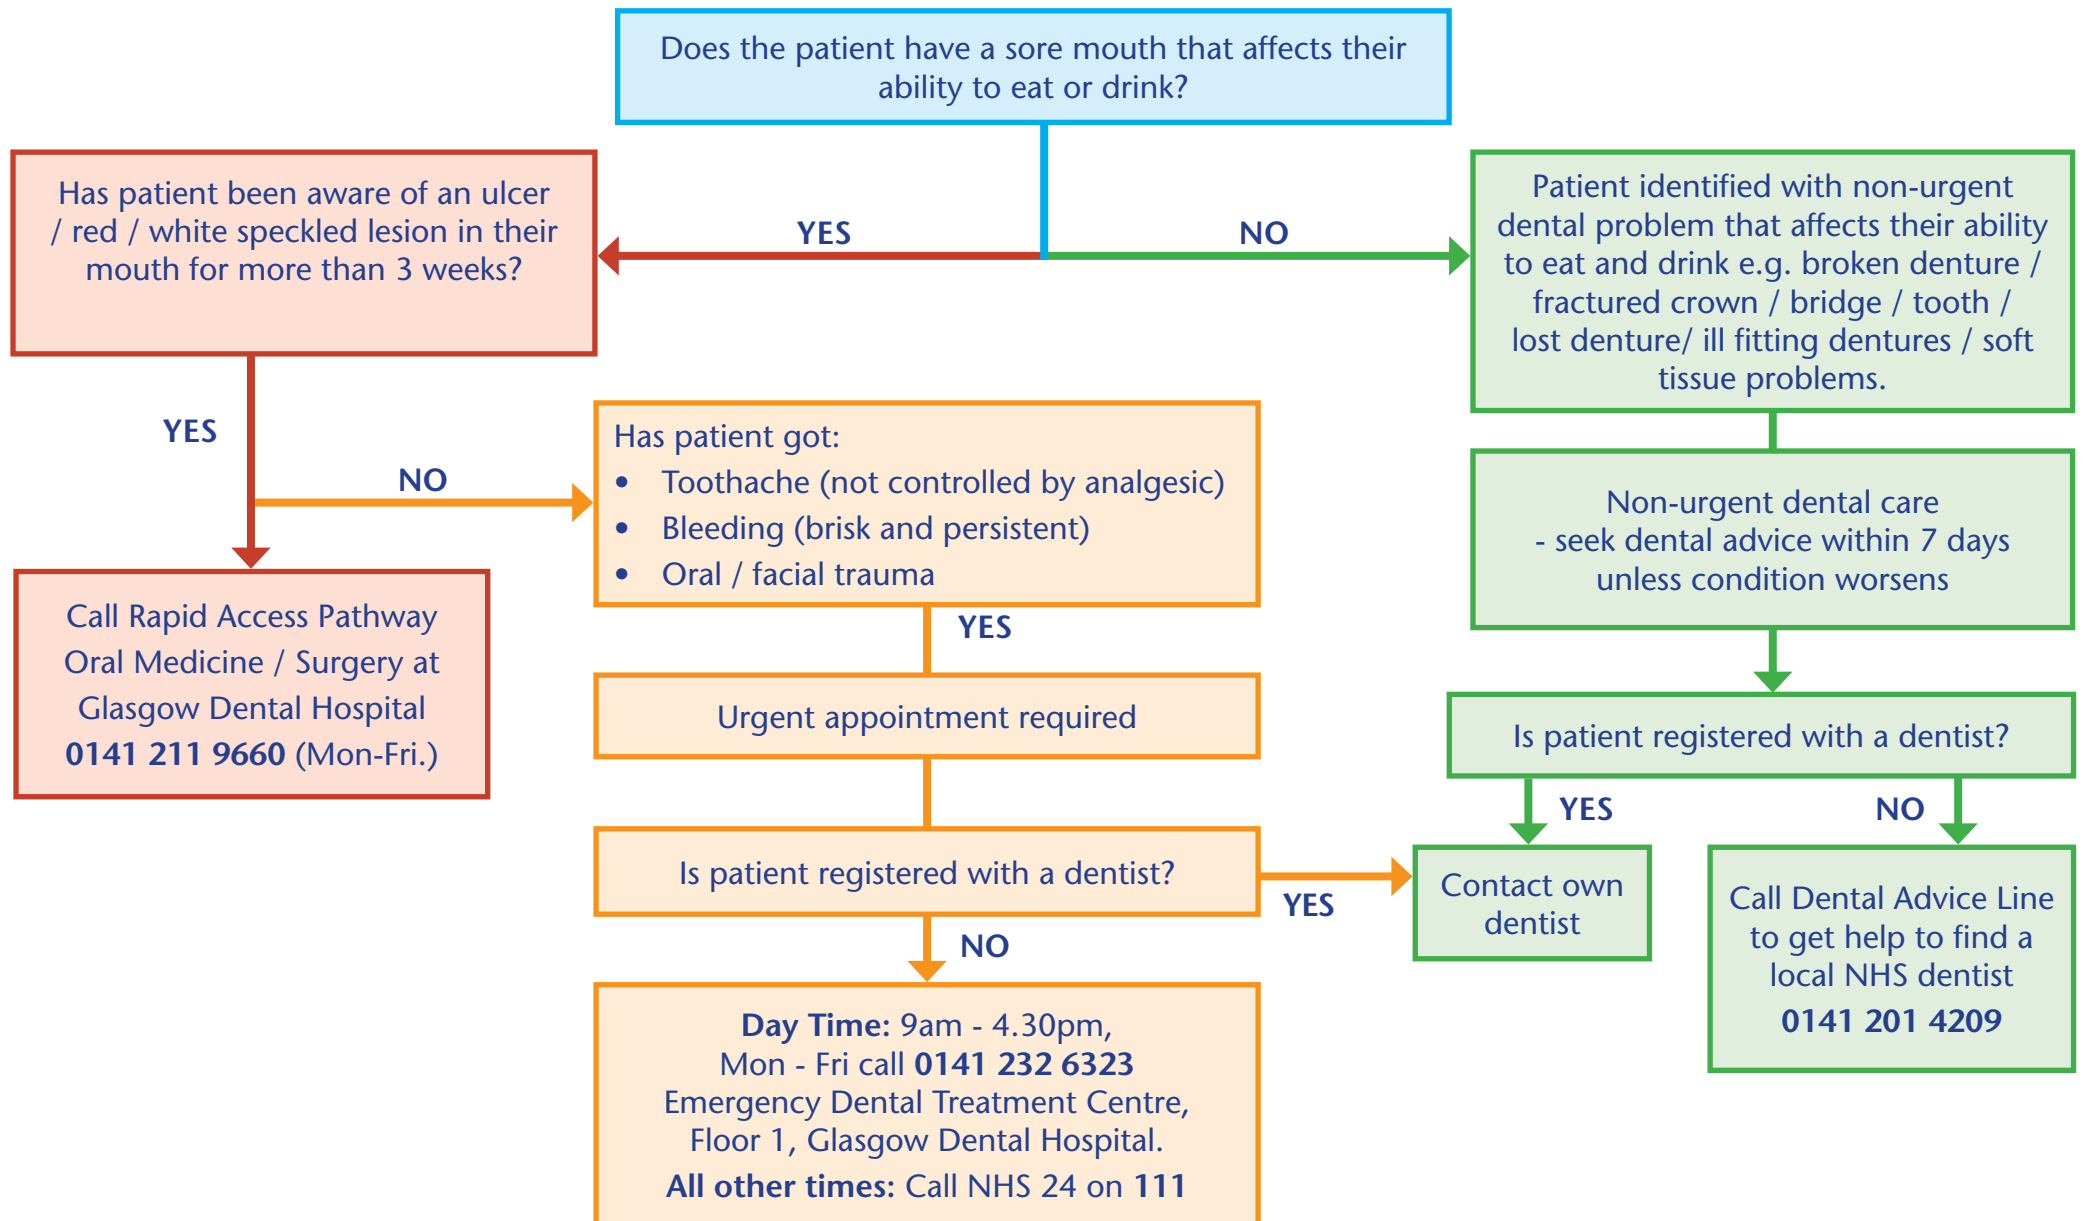 Does the patient have a sore mouth that affects their
ability to eat or drink?
Has patient been aware of an ulcer
/ red / white speckled lesion in their
mouth for more than 3 weeks?
YES
NO
Patient identified with non-urgent
dental problem that affects their ability
to eat and drink e.g. broken denture /
fractured crown / bridge / tooth /
lost denture/ ill fitting dentures / soft
tissue problems.
YES
NO
Has patient got:
• Toothache (not controlled by analgesic)
• Bleeding (brisk and persistent)
• Oral / facial trauma
Non-urgent dental care
- seek dental advice within 7 days
unless condition worsens
Call Rapid Access Pathway
Oral Medicine / Surgery at
Glasgow Dental Hospital
0141 211 9660 (Mon-Fri.)
YES
Urgent appointment required
Is patient registered with a dentist?
YES
NO
Is patient registered with a dentist?
YES
Contact own
dentist
Call Dental Advice Line
to get help to find a
local NHS dentist
0141 201 4209
NO
Day Time: 9am - 4.30pm,
Mon - Fri call 0141 232 6323
Emergency Dental Treatment Centre,
Floor 1, Glasgow Dental Hospital.
All other times: Call NHS 24 on 111